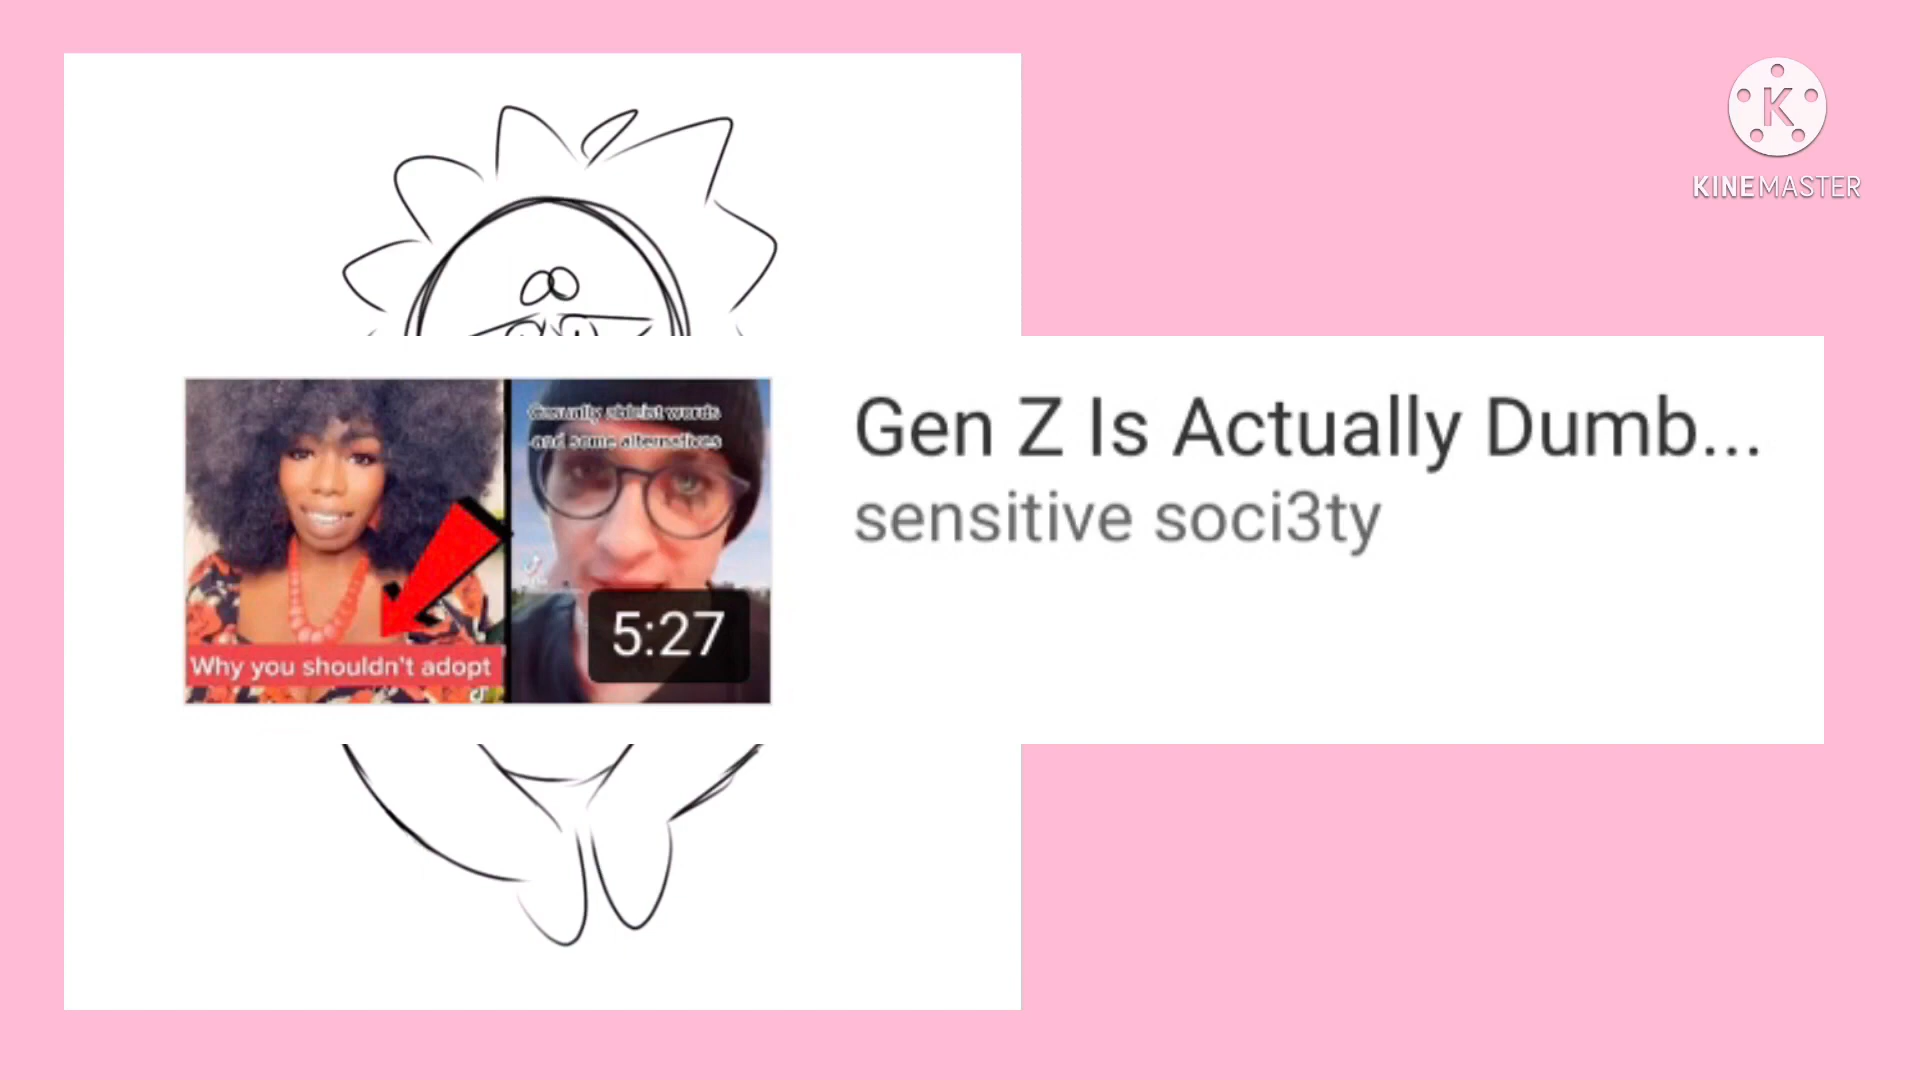 K
KINEMASTER
Casually ableist words
and some alternatives
Why you shouldn't adopt
5:27
Gen Z Is Actually Dumb...
sensitive soci3ty